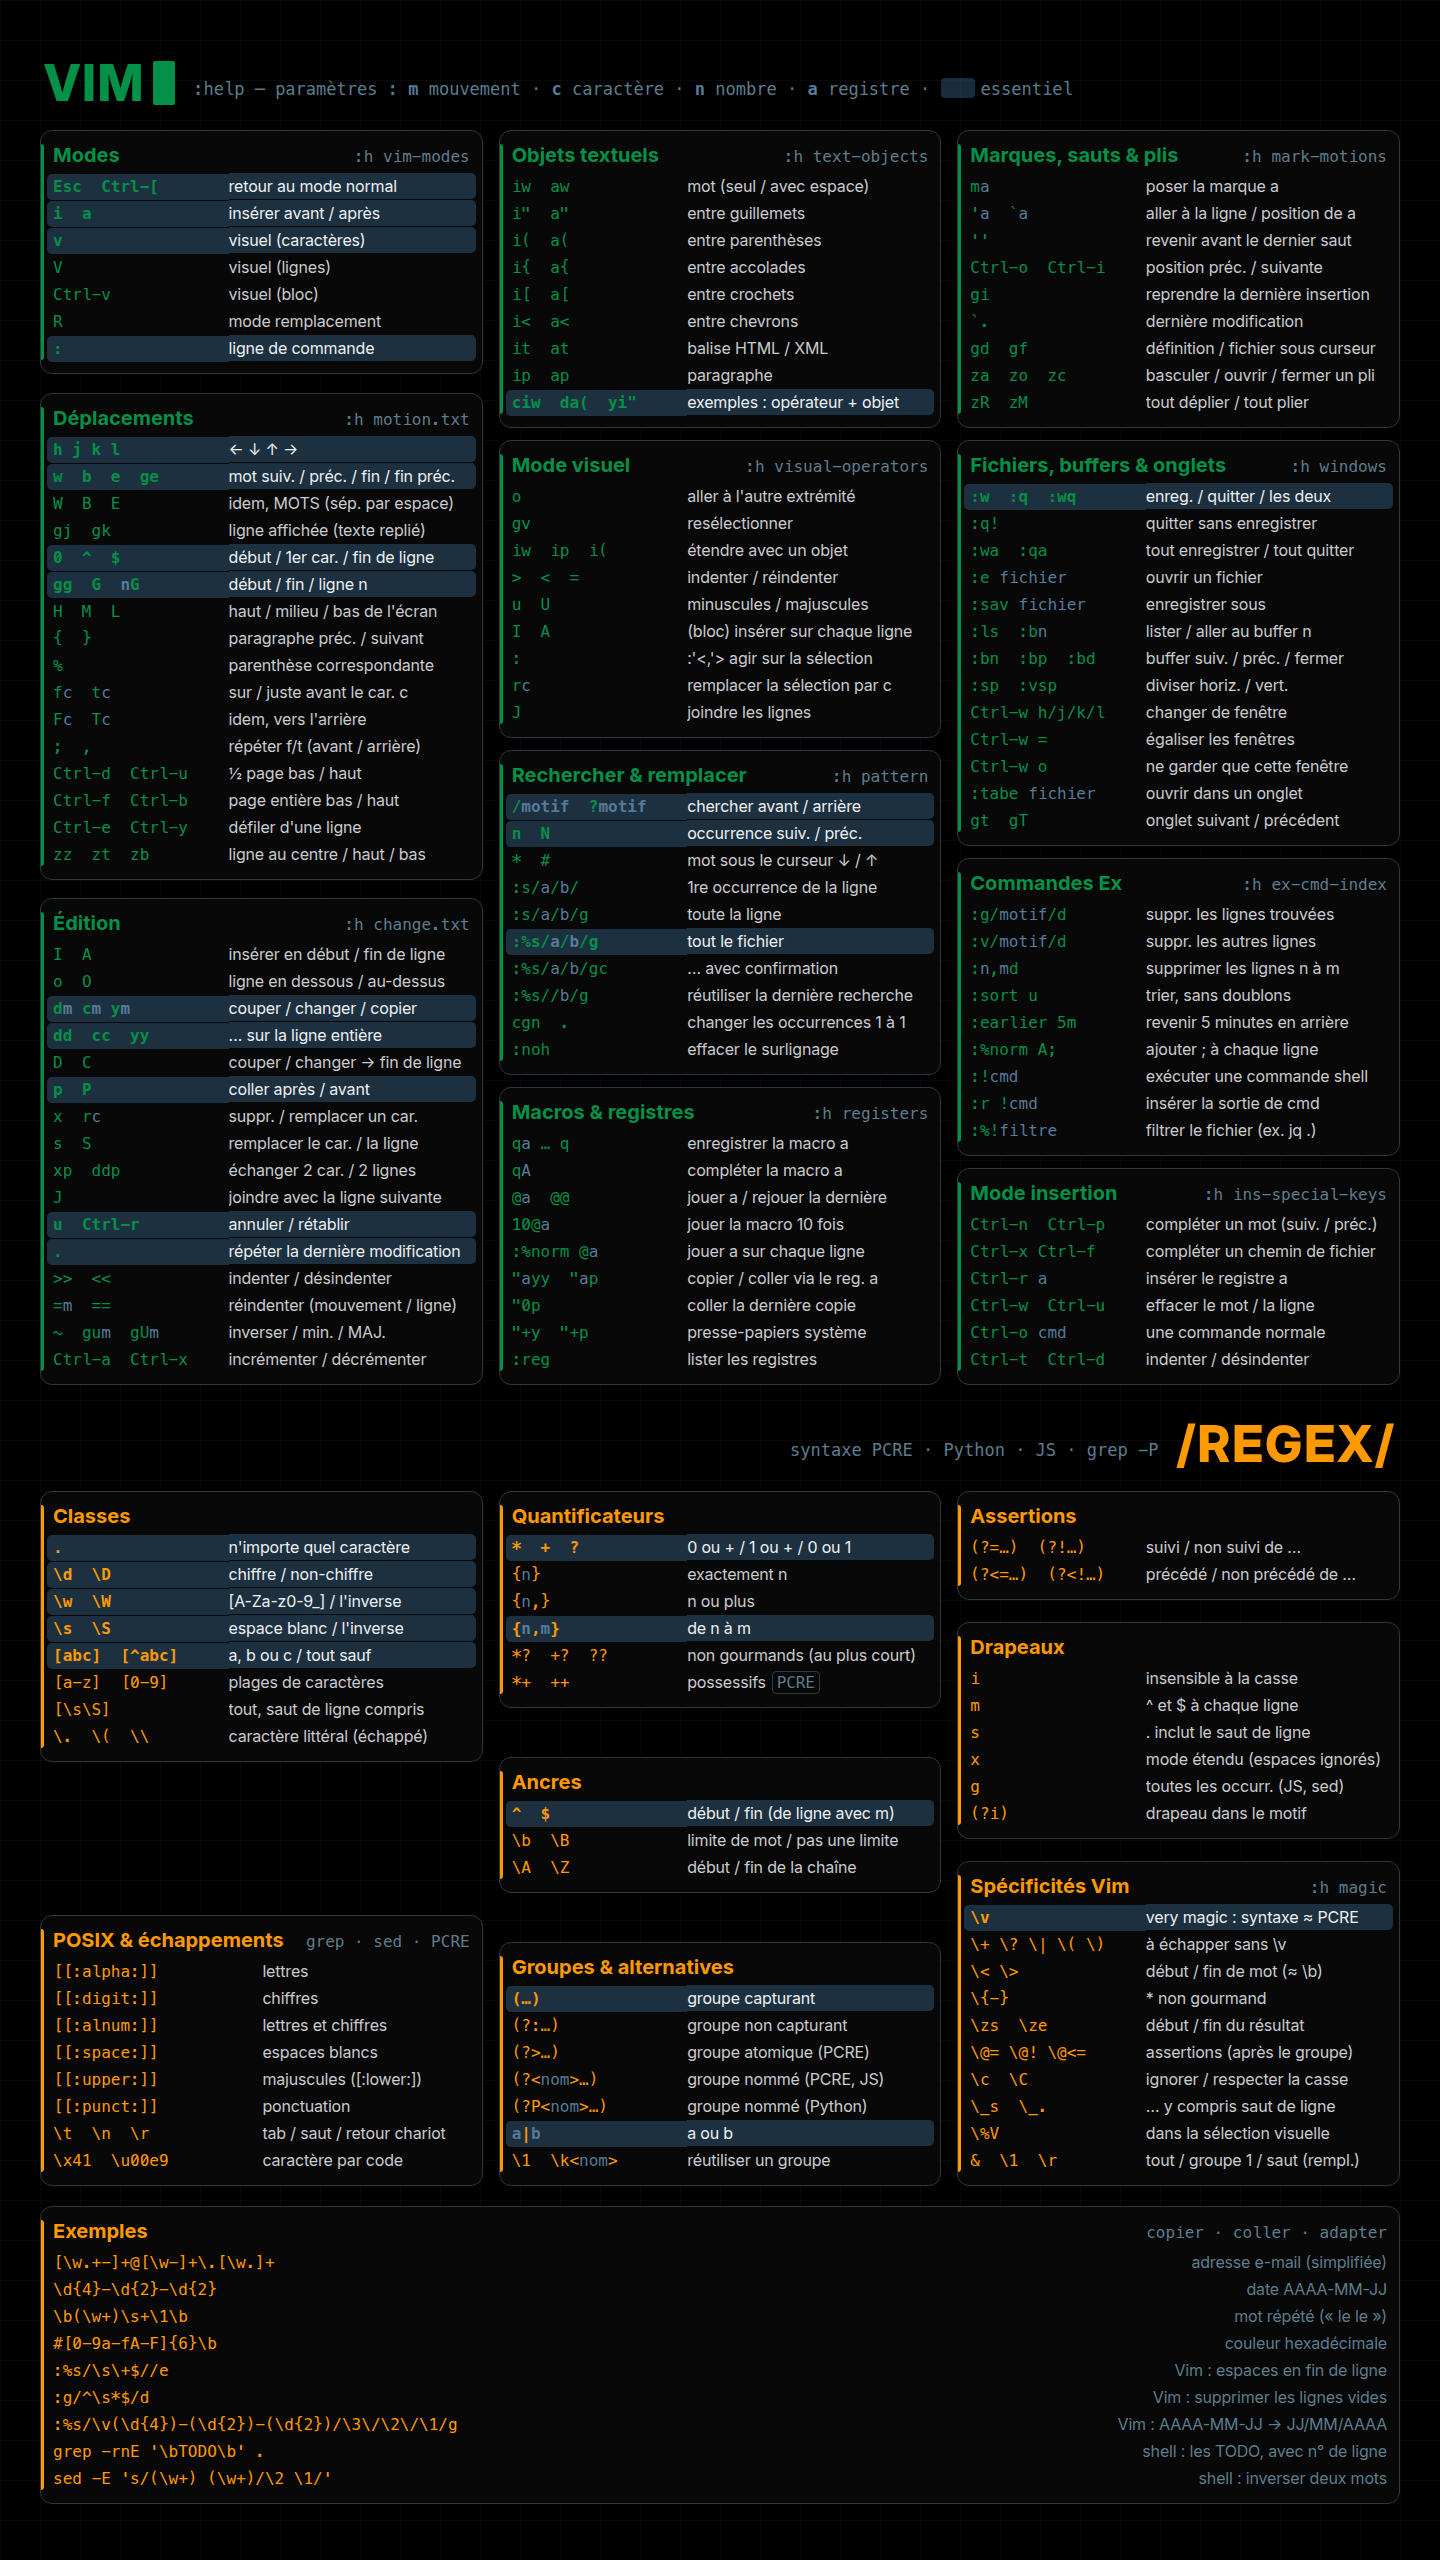 VIM
:help – paramètres : m mouvement · c caractère · n nombre · a registre · essentiel
Modes :h vim-modes
Esc Ctrl-[ retour au mode normal
i a insérer avant / après
v visuel (caractères)
V visuel (lignes)
Ctrl-v visuel (bloc)
R mode remplacement
: ligne de commande
Déplacements :h motion.txt
h j k l ← ↓ ↑ →
w b e ge mot suiv. / préc. / fin / fin préc.
W B E idem, MOTS (sép. par espace)
gj gk ligne affichée (texte replié)
0 ^ $ début / 1er car. / fin de ligne
gg G nG début / fin / ligne n
H M L haut / milieu / bas de l'écran
{ } paragraphe préc. / suivant
% parenthèse correspondante
fc tc sur / juste avant le car. c
Fc Tc idem, vers l'arrière
; , répéter f/t (avant / arrière)
Ctrl-d Ctrl-u ½ page bas / haut
Ctrl-f Ctrl-b page entière bas / haut
Ctrl-e Ctrl-y défiler d'une ligne
zz zt zb ligne au centre / haut / bas
Édition :h change.txt
I A insérer en début / fin de ligne
o O ligne en dessous / au-dessus
dm cm ym couper / changer / copier
dd cc yy ... sur la ligne entière
D C couper / changer → fin de ligne
p P coller après / avant
x rc suppr. / remplacer un car.
s S remplacer le car. / la ligne
xp ddp échanger 2 car. / 2 lignes
J joindre avec la ligne suivante
u Ctrl-r annuler / rétablir
. répéter la dernière modification
>> << indenter / désindenter
=m == réindenter (mouvement / ligne)
~ gum gUm inverser / min. / MAJ.
Ctrl-a Ctrl-x incrémenter / décrémenter
Objets textuels :h text-objects
iw aw mot (seul / avec espace)
i" a" entre guillemets
i( a( entre parenthèses
i{ a{ entre accolades
i[ a[ entre crochets
i< a< entre chevrons
it at balise HTML / XML
ip ap paragraphe
ciw da( yi" exemples : opérateur + objet
Mode visuel :h visual-operators
o aller à l'autre extrémité
gv resélectionner
iw ip i( étendre avec un objet
> < = indenter / réindenter
u U minuscules / majuscules
I A (bloc) insérer sur chaque ligne
: :'<,'> agir sur la sélection
rc remplacer la sélection par c
J joindre les lignes
Rechercher & remplacer :h pattern
/motif ?motif chercher avant / arrière
n N occurrence suiv. / préc.
* # mot sous le curseur ↓ / ↑
:s/a/b/ 1re occurrence de la ligne
:s/a/b/g toute la ligne
:%s/a/b/g tout le fichier
:%s/a/b/gc ... avec confirmation
:%s//b/g réutiliser la dernière recherche
cgn . changer les occurrences 1 à 1
:noh effacer le surlignage
Macros & registres :h registers
qa … q enregistrer la macro a
qA compléter la macro a
@a @@ jouer a / rejouer la dernière
10@a jouer la macro 10 fois
:%norm @a jouer a sur chaque ligne
"ayy "ap copier / coller via le reg. a
"0p coller la dernière copie
"+y "+p presse-papiers système
:reg lister les registres
Marques, sauts & plis :h mark-motions
ma poser la marque a
'a `a aller à la ligne / position de a
'' revenir avant le dernier saut
Ctrl-o Ctrl-i position préc. / suivante
gi reprendre la dernière insertion
`. dernière modification
gd gf définition / fichier sous curseur
za zo zc basculer / ouvrir / fermer un pli
zR zM tout déplier / tout plier
Fichiers, buffers & onglets :h windows
:w :q :wq enreg. / quitter / les deux
:q! quitter sans enregistrer
:wa :qa tout enregistrer / tout quitter
:e fichier ouvrir un fichier
:sav fichier enregistrer sous
:ls :bn lister / aller au buffer n
:bn :bp :bd buffer suiv. / préc. / fermer
:sp :vsp diviser horiz. / vert.
Ctrl-w h/j/k/l changer de fenêtre
Ctrl-w = égaliser les fenêtres
Ctrl-w o ne garder que cette fenêtre
:tabe fichier ouvrir dans un onglet
gt gT onglet suivant / précédent
Commandes Ex :h ex-cmd-index
:g/motif/d suppr. les lignes trouvées
:v/motif/d suppr. les autres lignes
:n,md supprimer les lignes n à m
:sort u trier, sans doublons
:earlier 5m revenir 5 minutes en arrière
:%norm A; ajouter ; à chaque ligne
:!cmd exécuter une commande shell
:r !cmd insérer la sortie de cmd
:%!filtre filtrer le fichier (ex. jq .)
Mode insertion :h ins-special-keys
Ctrl-n Ctrl-p compléter un mot (suiv. / préc.)
Ctrl-x Ctrl-f compléter un chemin de fichier
Ctrl-r a insérer le registre a
Ctrl-w Ctrl-u effacer le mot / la ligne
Ctrl-o cmd une commande normale
Ctrl-t Ctrl-d indenter / désindenter
syntaxe PCRE · Python · JS · grep -P /REGEX/
Classes
. n'importe quel caractère
\d \D chiffre / non-chiffre
\w \W [A-Za-z0-9_] / l'inverse
\s \S espace blanc / l'inverse
[abc] [^abc] a, b ou c / tout sauf
[a-z] [0-9] plages de caractères
[\s\S] tout, saut de ligne compris
\. \( \\ caractère littéral (échappé)
POSIX & échappements grep · sed · PCRE
[[:alpha:]] lettres
[[:digit:]] chiffres
[[:alnum:]] lettres et chiffres
[[:space:]] espaces blancs
[[:upper:]] majuscules ([:lower:])
[[:punct:]] ponctuation
\t \n \r tab / saut / retour chariot
\x41 \u00e9 caractère par code
Quantificateurs
* + ? 0 ou + / 1 ou + / 0 ou 1
{n} exactement n
{n,} n ou plus
{n,m} de n à m
*? +? ?? non gourmands (au plus court)
*+ ++ possessifs PCRE
Ancres
^ $ début / fin (de ligne avec m)
\b \B limite de mot / pas une limite
\A \Z début / fin de la chaîne
Groupes & alternatives
(…) groupe capturant
(?:…) groupe non capturant
(?>…) groupe atomique (PCRE)
(?<nom>…) groupe nommé (PCRE, JS)
(?P<nom>…) groupe nommé (Python)
a|b a ou b
\1 \k<nom> réutiliser un groupe
Assertions
(?=…) (?!…) suivi / non suivi de ...
(?<=…) (?<!…) précédé / non précédé de ...
Drapeaux
i insensible à la casse
m ^ et $ à chaque ligne
s . inclut le saut de ligne
x mode étendu (espaces ignorés)
g toutes les occurr. (JS, sed)
(?i) drapeau dans le motif
Spécificités Vim :h magic
\v very magic : syntaxe ≈ PCRE
\+ \? \| \( \) à échapper sans \v
\< \> début / fin de mot (≈ \b)
\{-} * non gourmand
\zs \ze début / fin du résultat
\@= \@! \@<= assertions (après le groupe)
\c \C ignorer / respecter la casse
\_s \_. ... y compris saut de ligne
\%V dans la sélection visuelle
& \1 \r tout / groupe 1 / saut (rempl.)
Exemples copier · coller · adapter
[\w.+-]+@[\w-]+\.[\w.]+ adresse e-mail (simplifiée)
\d{4}-\d{2}-\d{2} date AAAA-MM-JJ
\b(\w+)\s+\1\b mot répété (« le le »)
#[0-9a-fA-F]{6}\b couleur hexadécimale
:%s/\s\+$//e Vim : espaces en fin de ligne
:g/^\s*$/d Vim : supprimer les lignes vides
:%s/\v(\d{4})-(\d{2})-(\d{2})/\3\/\2\/\1/g Vim : AAAA-MM-JJ → JJ/MM/AAAA
grep -rnE '\bTODO\b' . shell : les TODO, avec n° de ligne
sed -E 's/(\w+) (\w+)/\2 \1/' shell : inverser deux mots